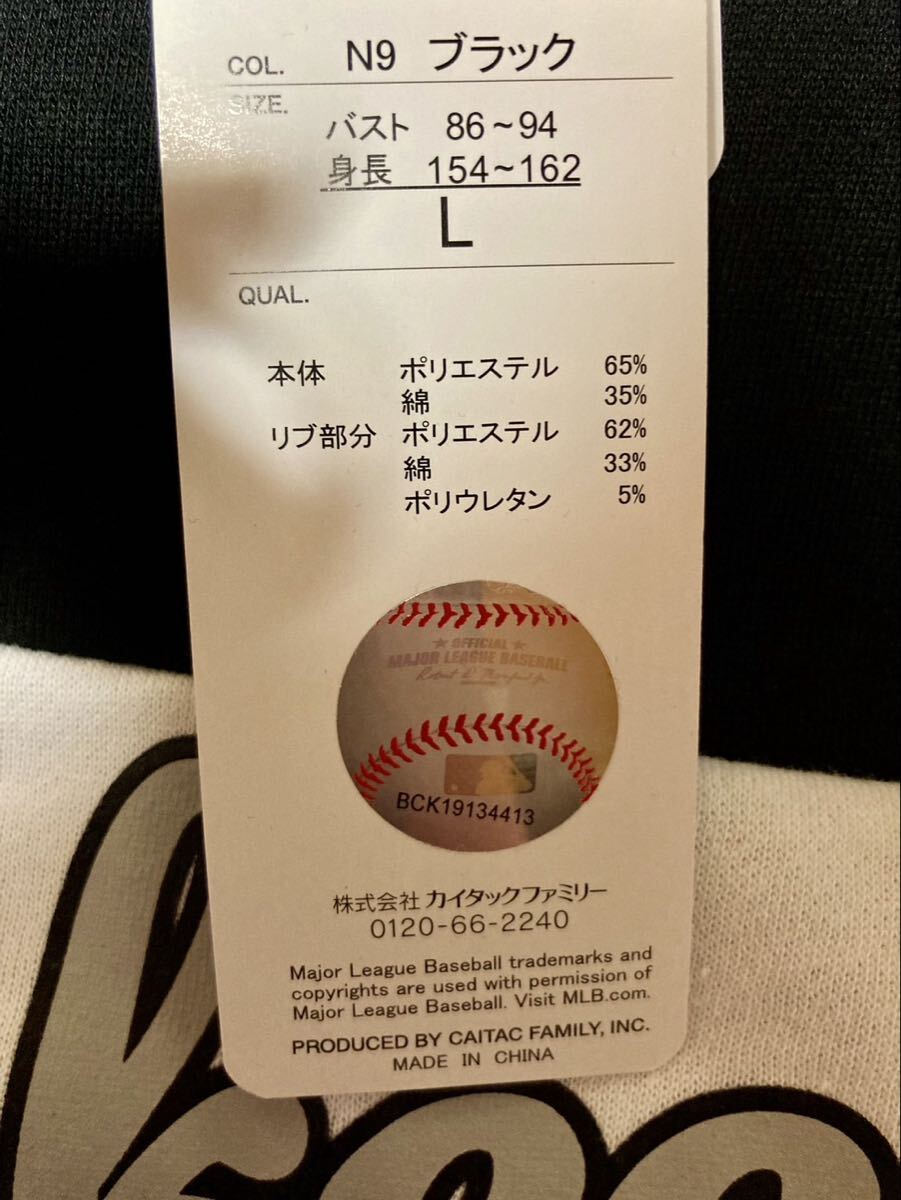 COL. N9 ブラック
SIZE.
バスト 86~94
身長 154~162
L
QUAL.
本体 ポリエステル 65%
綿 35%
リブ部分 ポリエステル 62%
綿 33%
ポリウレタン 5%
★ OFFICIAL ★
MAJOR LEAGUE BASEBALL
BCK19134413
株式会社 カイタックファミリー
0120-66-2240
Major League Baseball trademarks and
copyrights are used with permission of
Major League Baseball. Visit MLB.com.
PRODUCED BY CAITAC FAMILY, INC.
MADE IN CHINA